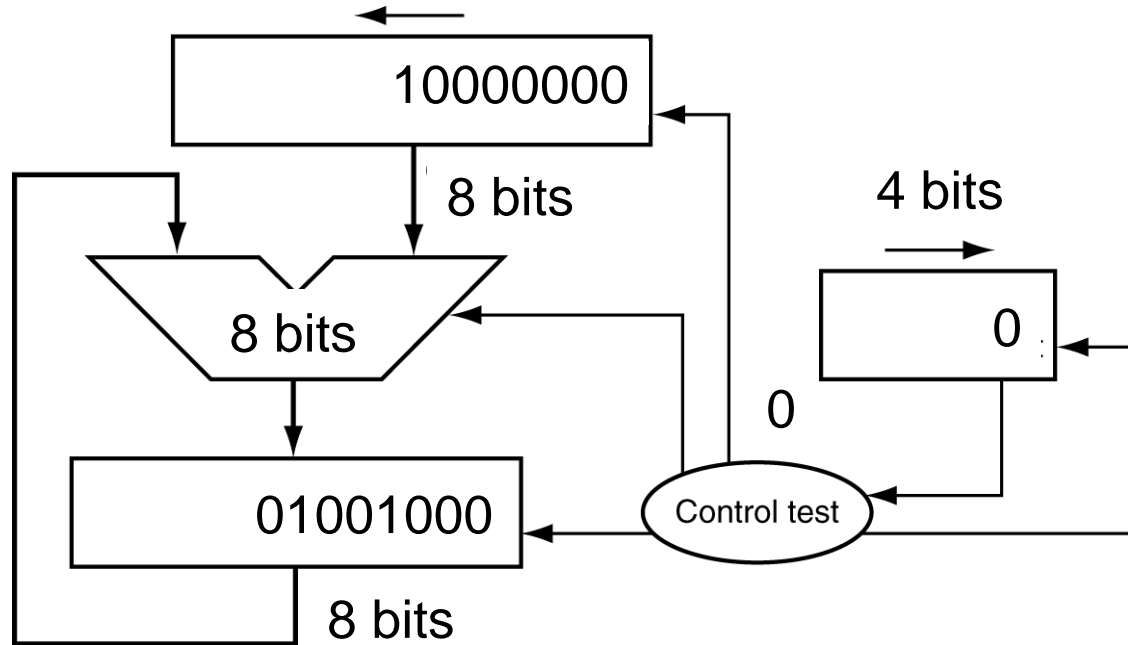 10000000
8 bits
4 bits
8 bits
0
0
01001000
Control test
8 bits